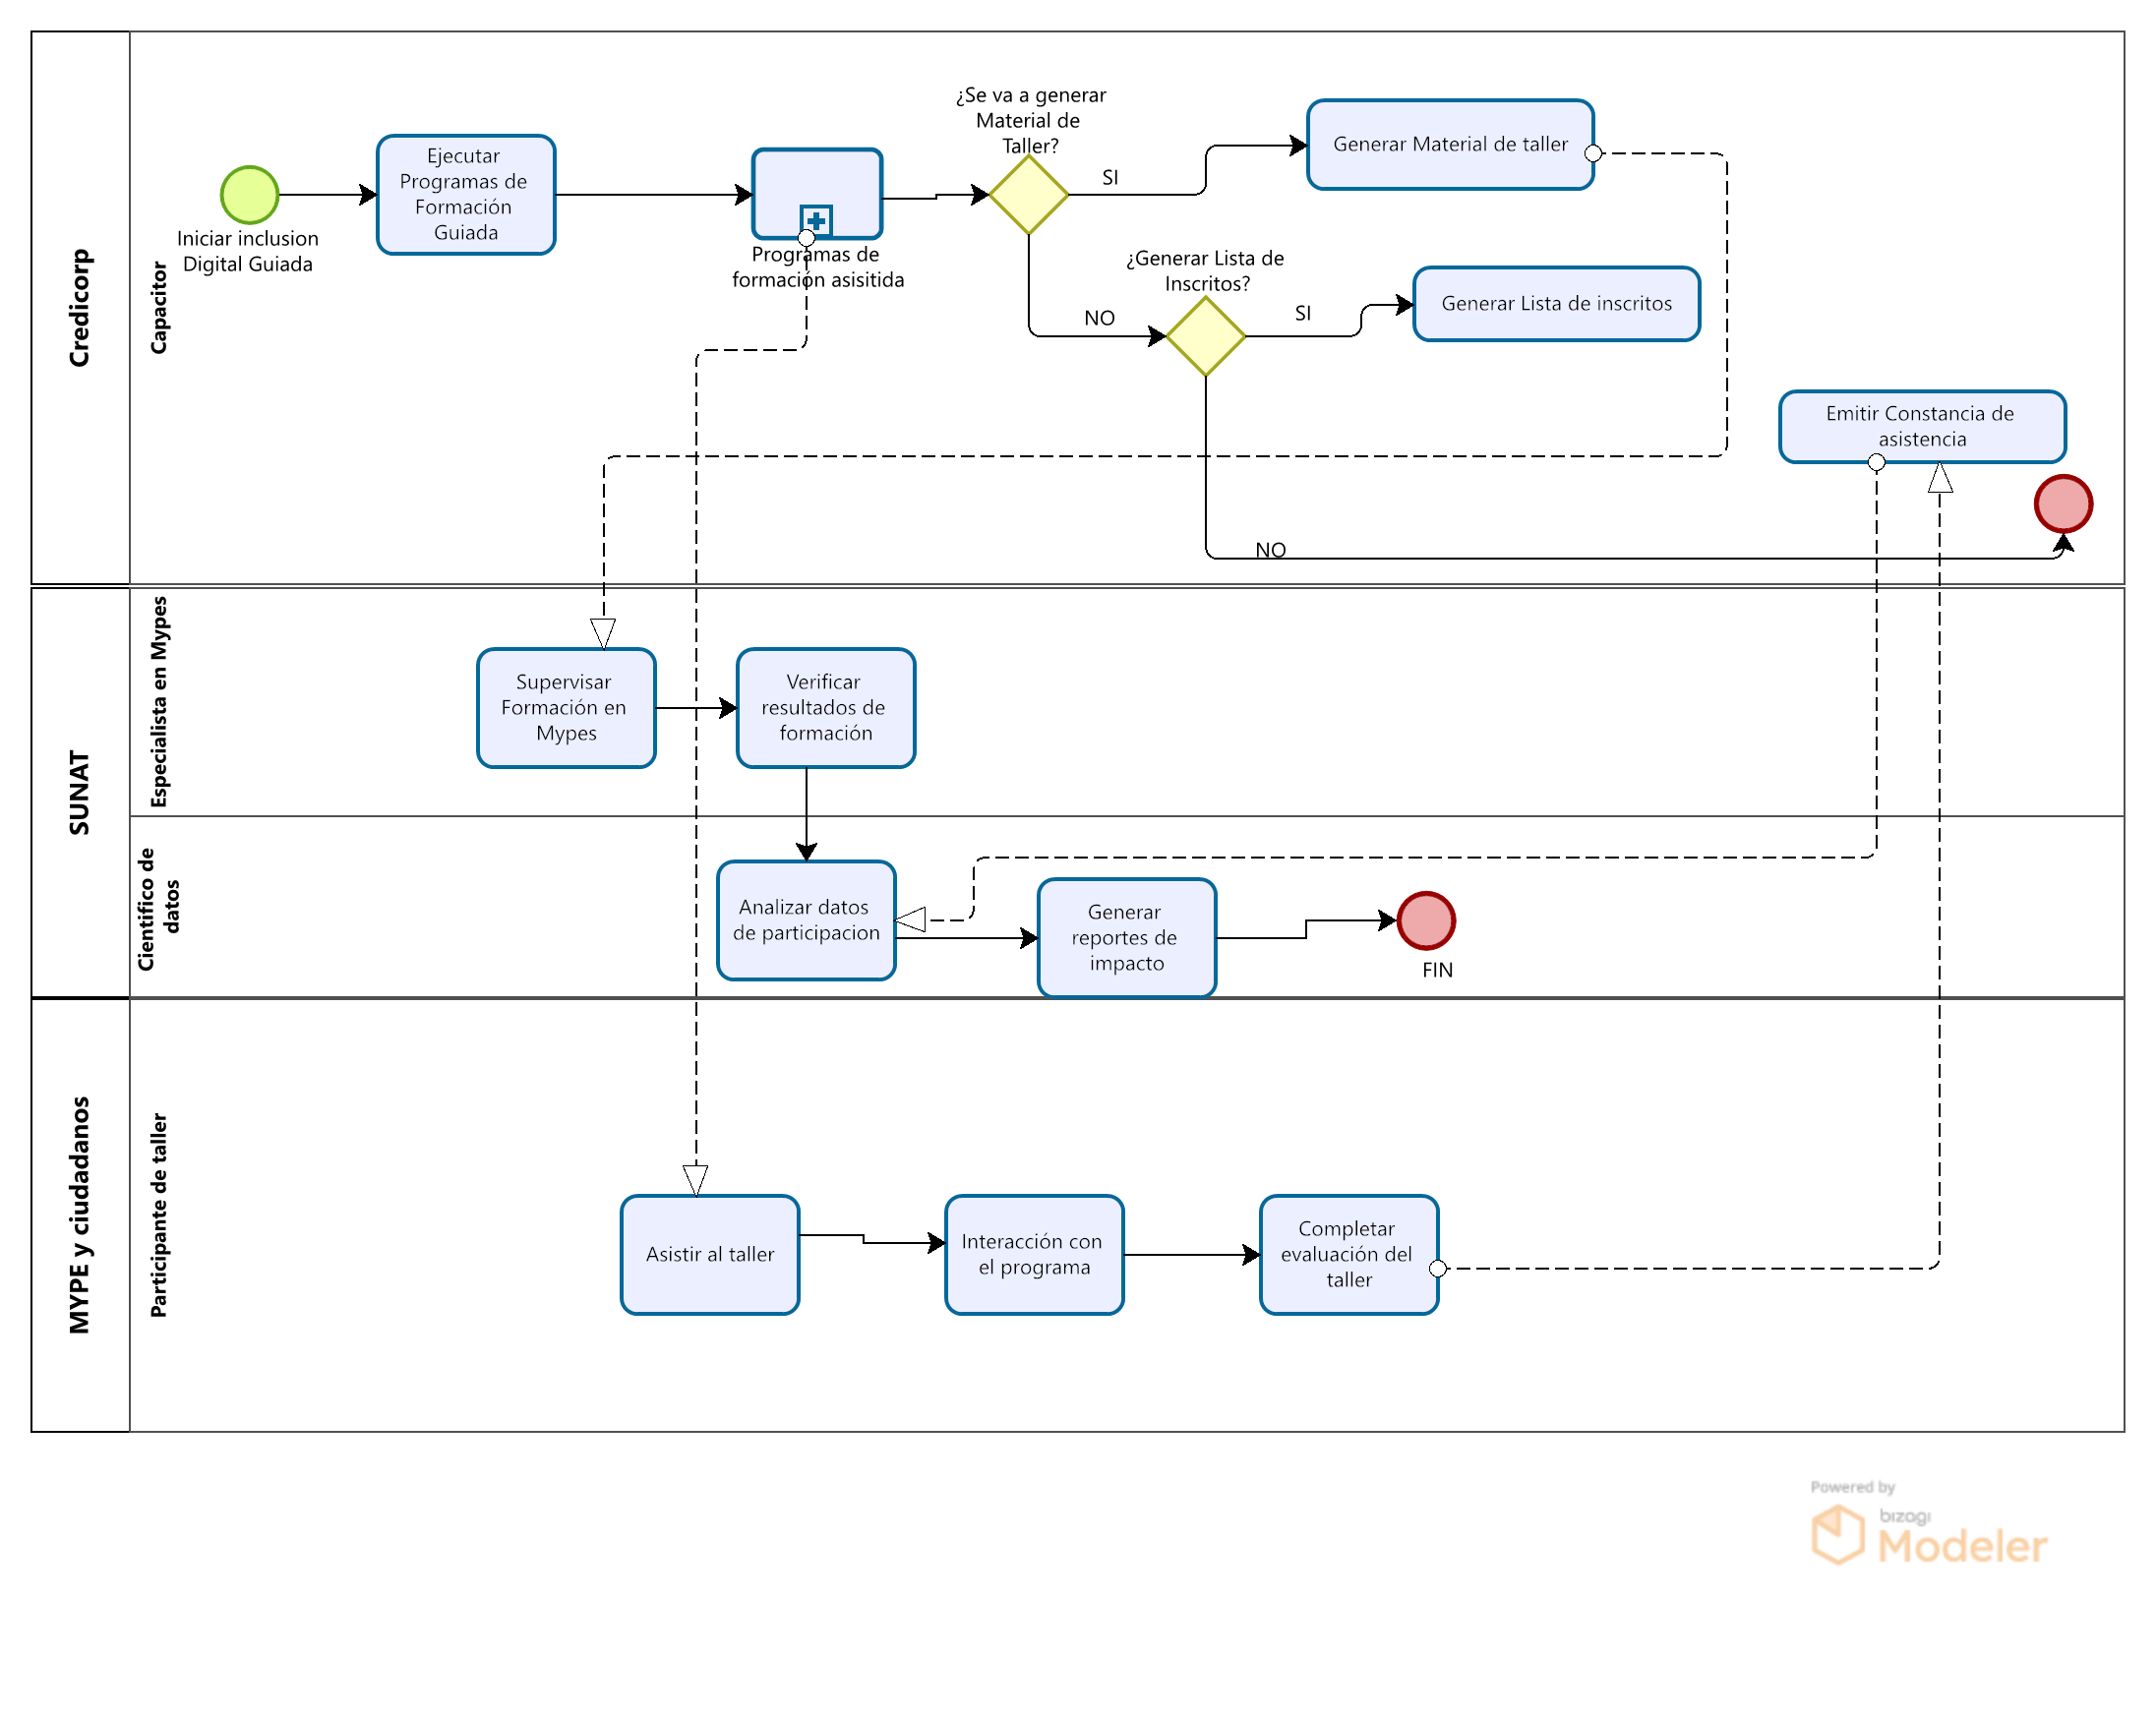 Credicorp
Capacitor
Iniciar inclusion
Digital Guiada
Ejecutar
Programas de
Formación
Guiada
Programas de
formación asisitida
¿Se va a generar
Material de
Taller?
SI
Generar Material de taller
NO
¿Generar Lista de
Inscritos?
SI
Generar Lista de inscritos
NO
Emitir Constancia de
asistencia
SUNAT
Especialista en Mypes
Supervisar
Formación en
Mypes
Verificar
resultados de
formación
Cientifico de
datos
Analizar datos
de participacion
Generar
reportes de
impacto
FIN
MYPE y ciudadanos
Participante de taller
Asistir al taller
Interacción con
el programa
Completar
evaluación del
taller
Powered by
bizagi
Modeler